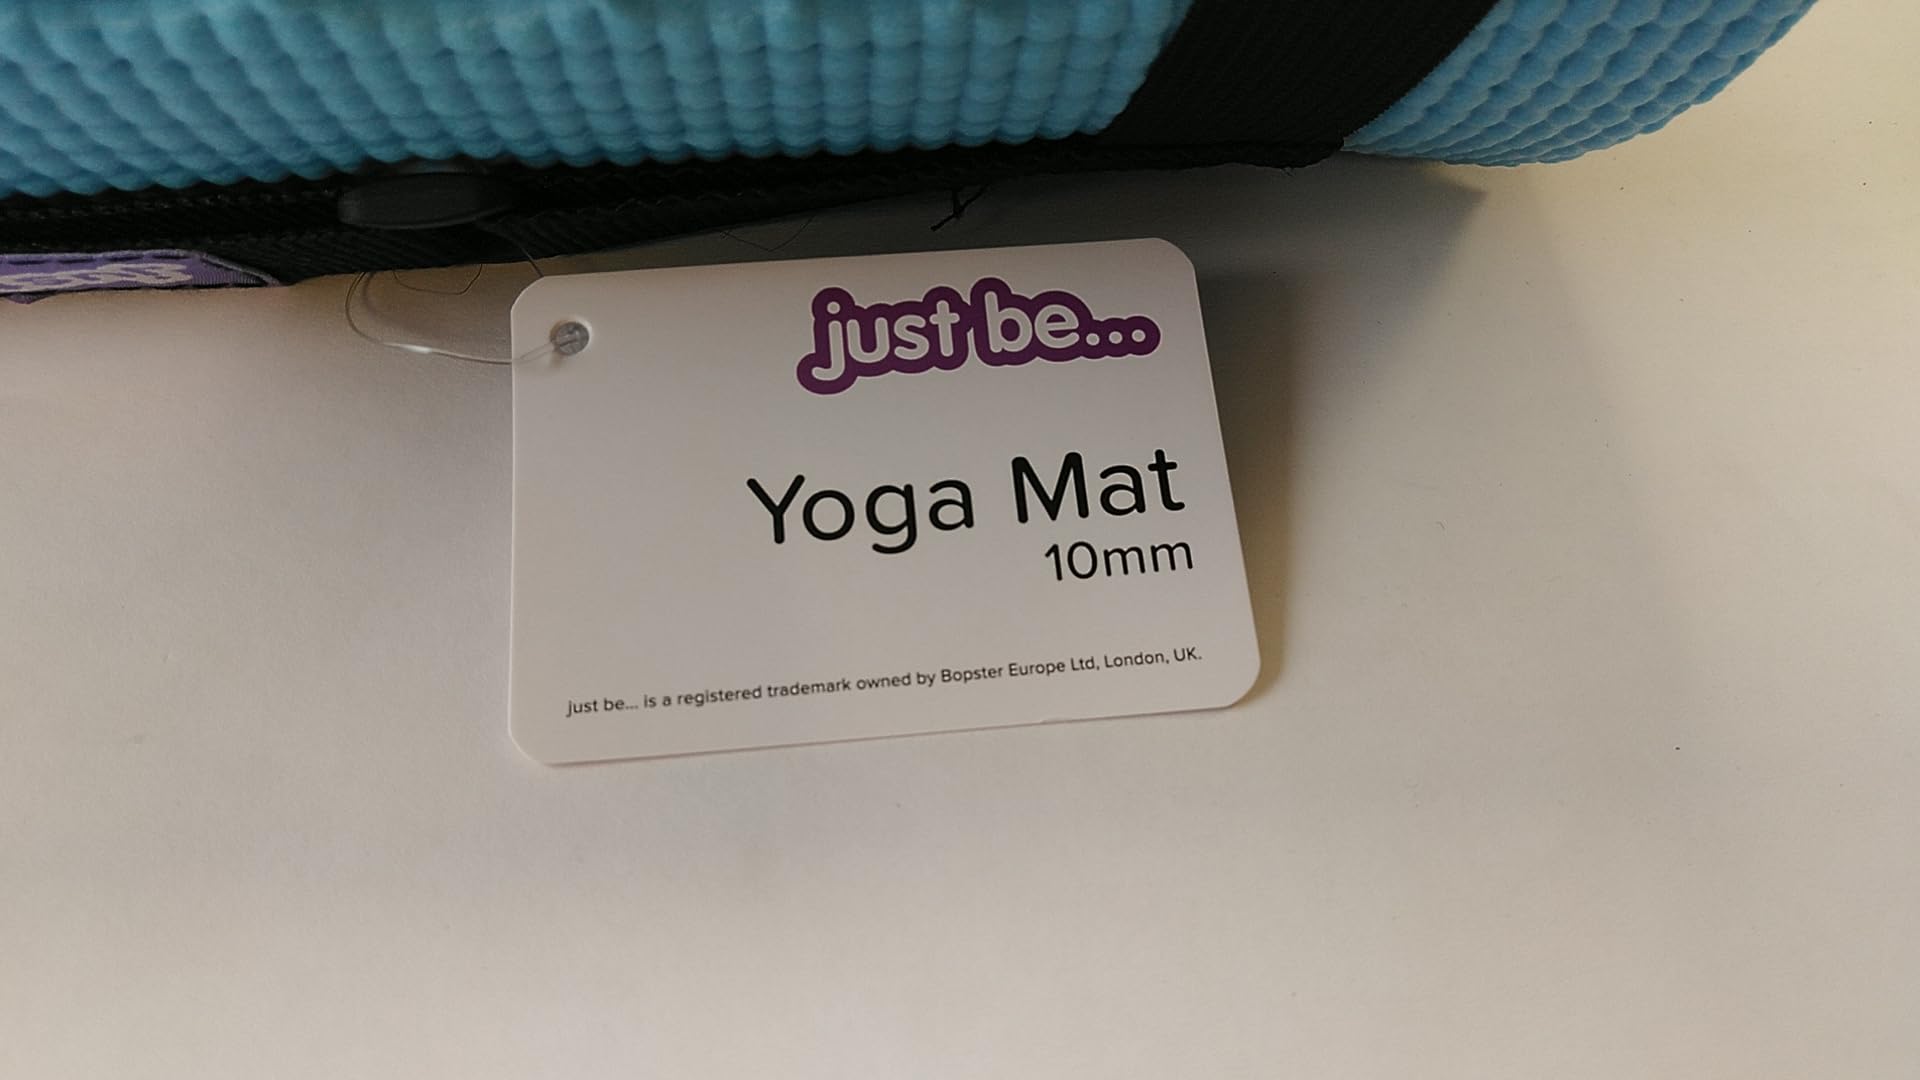 just be...
Yoga Mat
10mm
just be... is a registered trademark owned by Bopster Europe Ltd, London, UK.